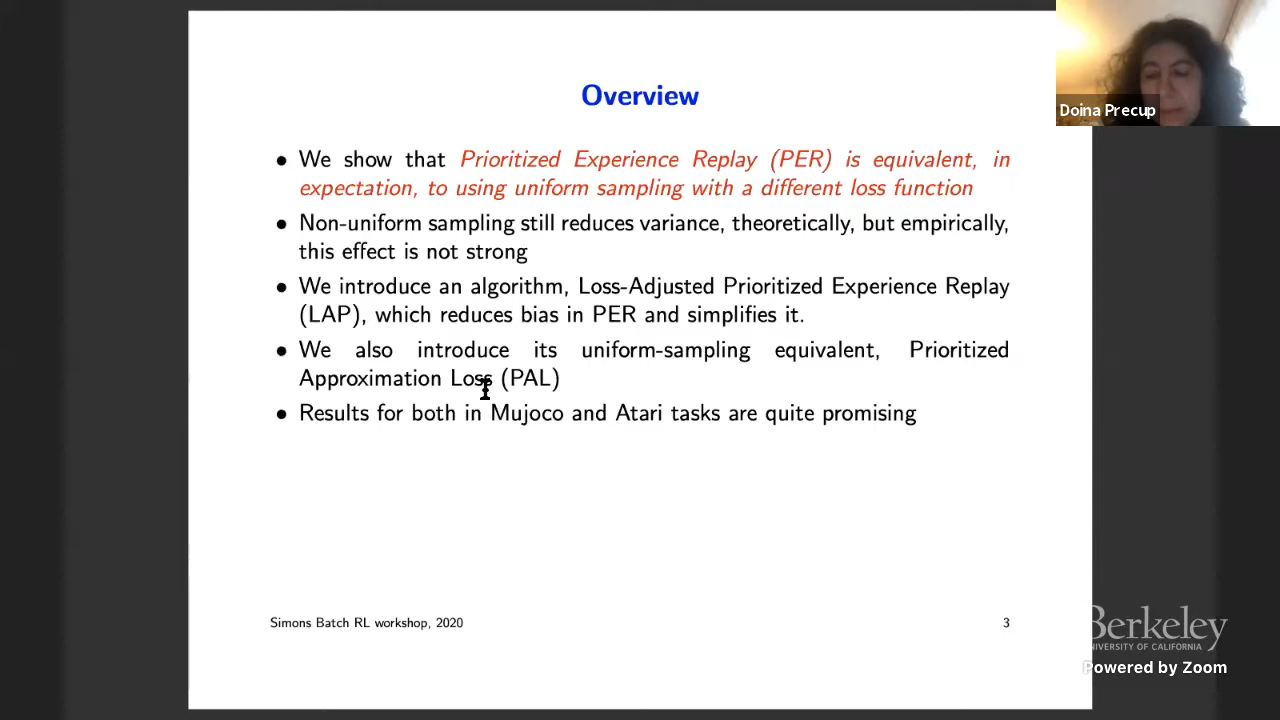 Overview
Doina Precup
● We show that Prioritized Experience Replay (PER) is equivalent, in
expectation, to using uniform sampling with a different loss function
● Non-uniform sampling still reduces variance, theoretically, but empirically,
this effect is not strong
● We introduce an algorithm, Loss-Adjusted Prioritized Experience Replay
(LAP), which reduces bias in PER and simplifies it.
● We also introduce its uniform-sampling equivalent, Prioritized
Approximation Loss (PAL)
● Results for both in Mujoco and Atari tasks are quite promising
Simons Batch RL workshop, 2020
3
Berkeley
UNIVERSITY OF CALIFORNIA
Powered by Zoom